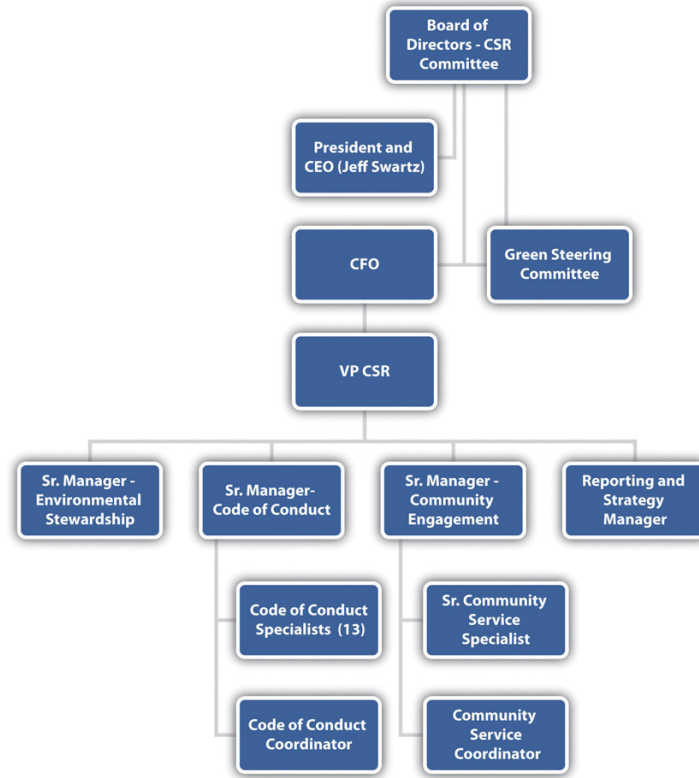 Board of
Directors - CSR
Committee
President and
CEO (Jeff Swartz)
CFO
Green Steering
Committee
VP CSR
Sr. Manager -
Environmental
Stewardship
Sr. Manager-
Code of Conduct
Sr. Manager -
Community
Engagement
Reporting and
Strategy
Manager
Code of Conduct
Specialists (13)
Sr. Community
Service
Specialist
Code of Conduct
Coordinator
Community
Service
Coordinator